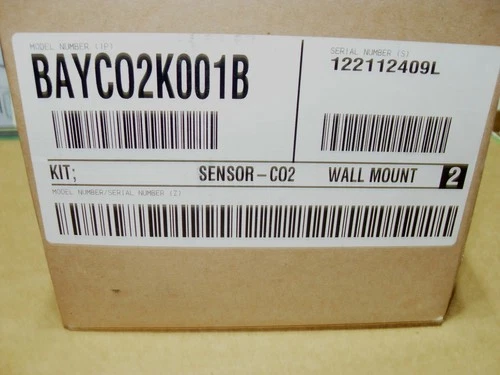 MODEL NUMBER (1P)
BAYCO2K001B
SERIAL NUMBER (S)
122112409L
KIT; SENSOR-CO2 WALL MOUNT 2
MODEL NUMBER/SERIAL NUMBER (I)